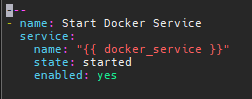 ---
- name: Start Docker Service
  service:
    name: "{{ docker_service }}"
    state: started
    enabled: yes